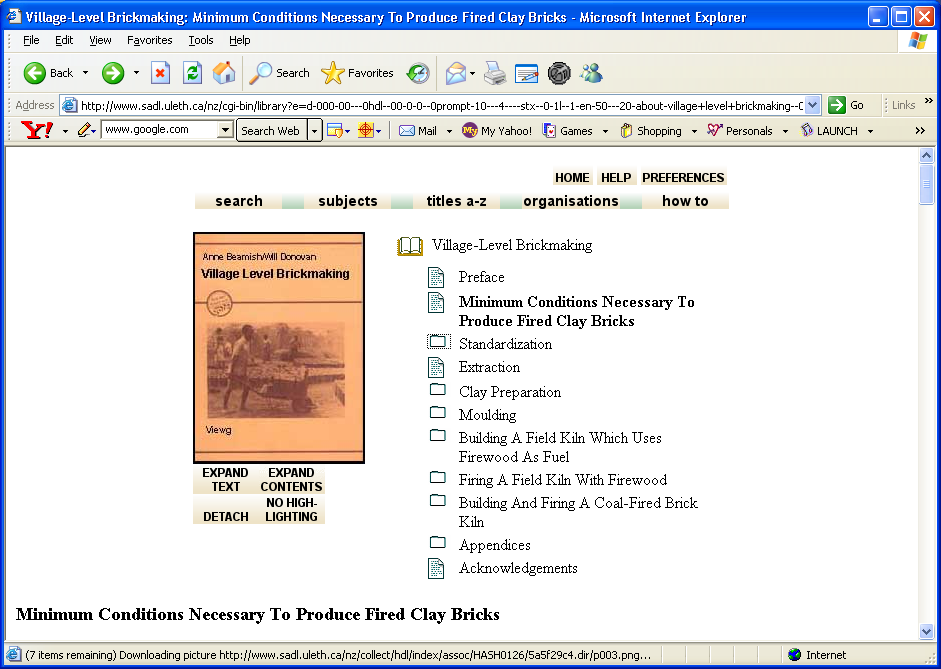 Village-Level Brickmaking: Minimum Conditions Necessary To Produce Fired Clay Bricks - Microsoft Internet Explorer
File Edit View Favorites Tools Help
Back Search Favorites
Address http://www.sadl.uleth.ca/nz/cgi-bin/library?e=d-000-00---0hdl--00-0-0--0prompt-10---4----stx--0-1l--1-en-50---20-about-village+level+brickmaking--0 Go Links »
Y! www.google.com Search Web Mail My Yahoo! Games Shopping Personals LAUNCH »
HOME HELP PREFERENCES
search subjects titles a-z organisations how to
Anne Beamish/Will Donovan
Village Level Brickmaking
Viewg
EXPAND TEXT
EXPAND CONTENTS
DETACH
NO HIGH-LIGHTING
Village-Level Brickmaking
Preface
Minimum Conditions Necessary To
Produce Fired Clay Bricks
Standardization
Extraction
Clay Preparation
Moulding
Building A Field Kiln Which Uses
Firewood As Fuel
Firing A Field Kiln With Firewood
Building And Firing A Coal-Fired Brick
Kiln
Appendices
Acknowledgements
Minimum Conditions Necessary To Produce Fired Clay Bricks
(7 items remaining) Downloading picture http://www.sadl.uleth.ca/nz/collect/hdl/index/assoc/HASH0126/5a5f29c4.dir/p003.png... Internet